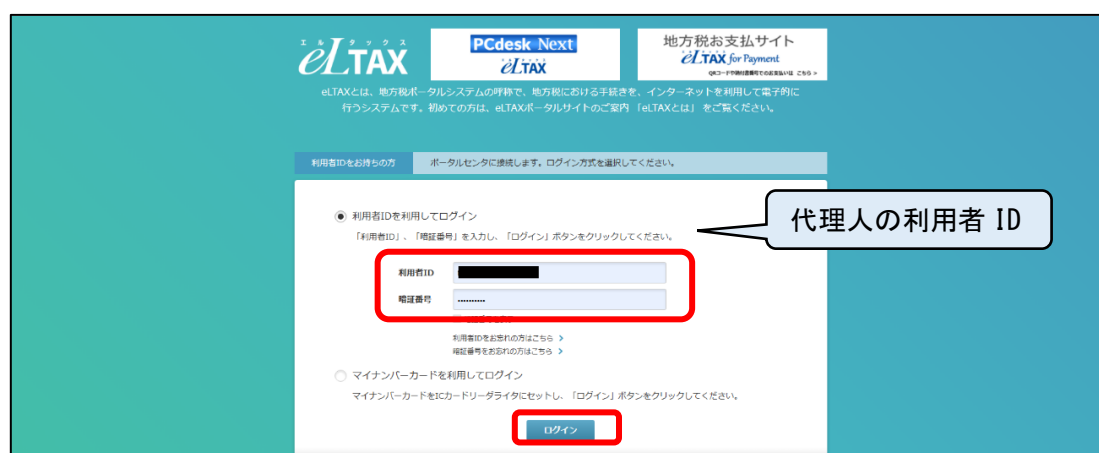 エルタックス
eLTAX
PCdesk Next
eLTAX
地方税お支払サイト
eLTAX for Payment
QRコードや納付書番号でのお支払いは こちら >
eLTAXとは、地方税ポータルシステムの呼称で、地方税における手続きを、インターネットを利用して電子的に
行うシステムです。初めての方は、eLTAXポータルサイトのご案内 「eLTAXとは」 をご覧ください。
利用者IDをお持ちの方
ポータルセンタに接続します。ログイン方式を選択してください。
利用者IDを利用してログイン
「利用者ID」、「暗証番号」を入力し、「ログイン」ボタンをクリックしてください。
代理人の利用者 ID
利用者ID
暗証番号
利用者IDをお忘れの方はこちら >
暗証番号をお忘れの方はこちら >
マイナンバーカードを利用してログイン
マイナンバーカードをICカードリーダライタにセットし、「ログイン」ボタンをクリックしてください。
ログイン